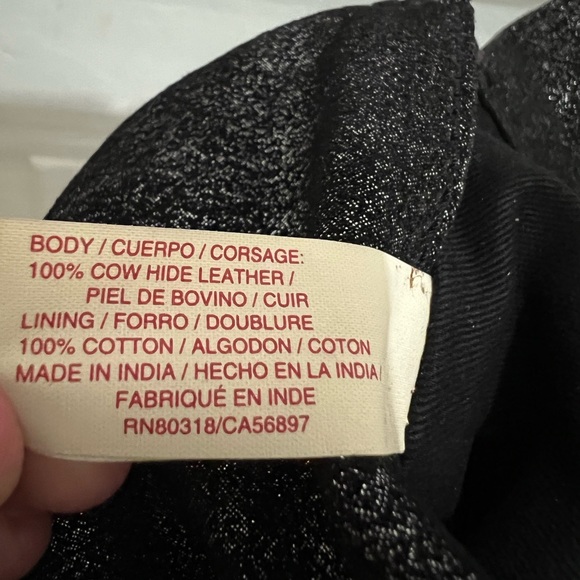 BODY / CUERPO / CORSAGE:
100% COW HIDE LEATHER /
PIEL DE BOVINO / CUIR
LINING / FORRO / DOUBLURE
100% COTTON / ALGODON / COTON
MADE IN INDIA / HECHO EN LA INDIA/
FABRIQUÉ EN INDE
RN80318/CA56897